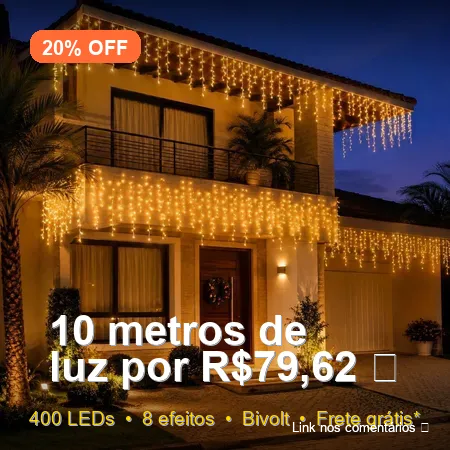 20% OFF
10 metros de
luz por R$79,62 □
400 LEDs • 8 efeitos • Bivolt • Frete grátis*
Link nos comentários □